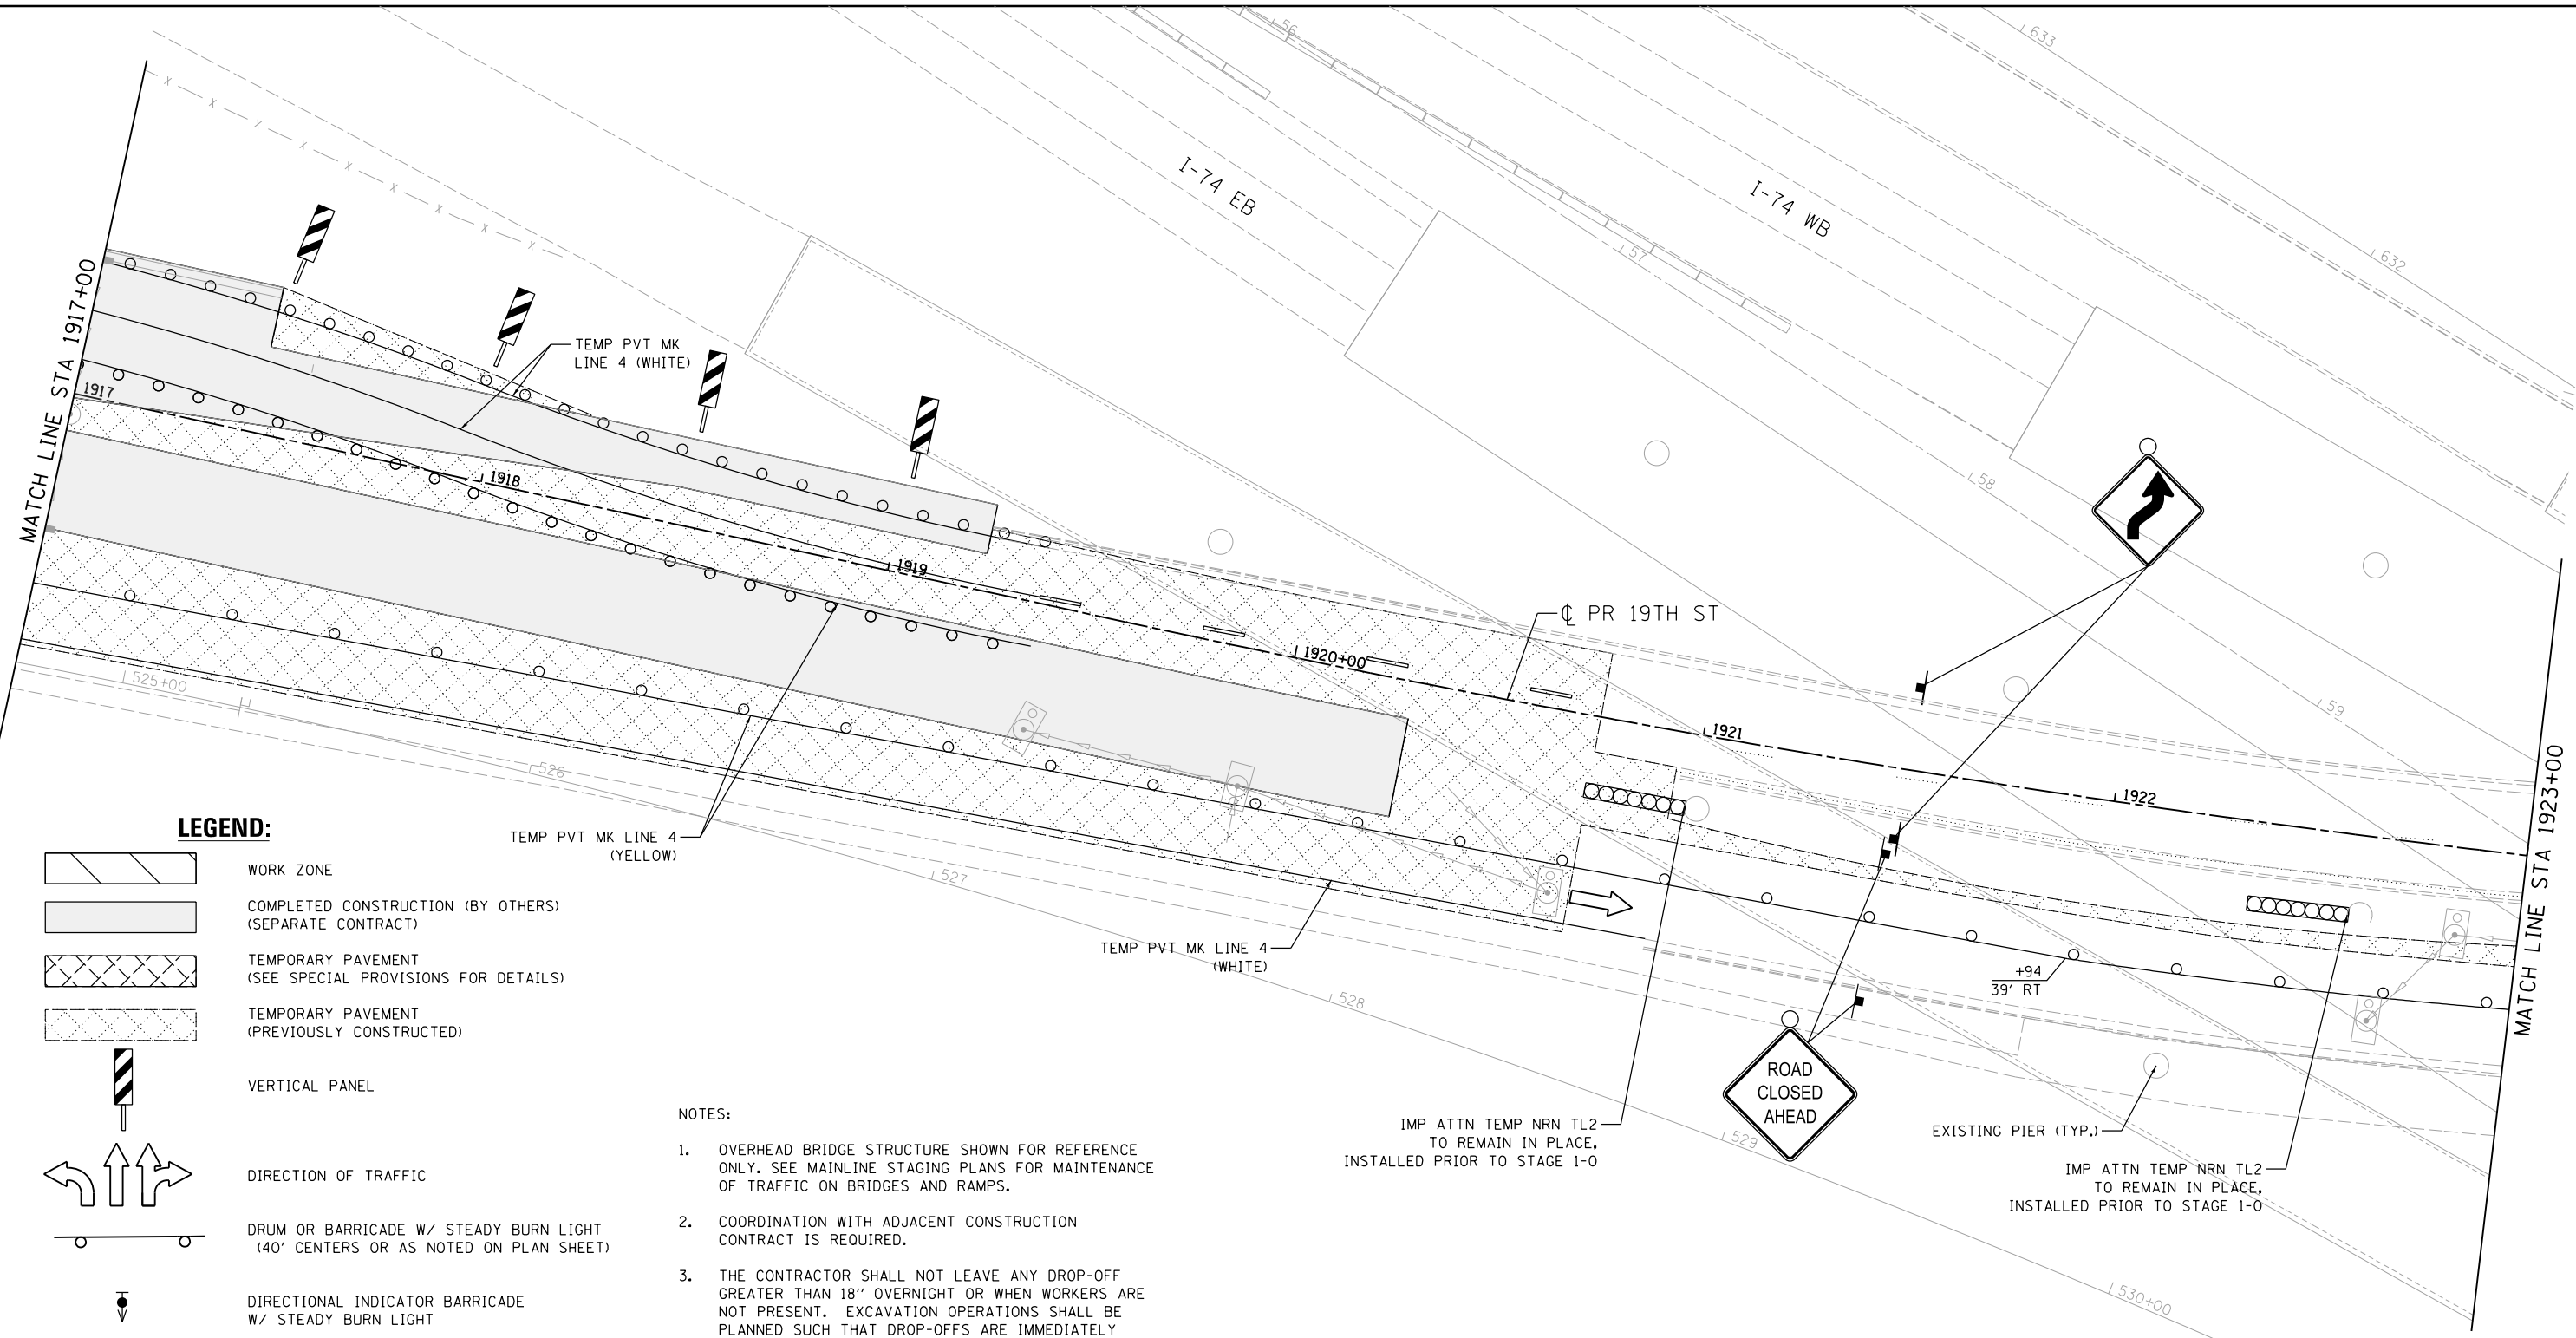 56
633
I-74 EB
I-74 WB
57
632
MATCH LINE STA 1917+00
TEMP PVT MK
LINE 4 (WHITE)
1917
1918
58
1919
℄ PR 19TH ST
1920+00
525+00
1921
59
526
1922
MATCH LINE STA 1923+00
TEMP PVT MK LINE 4
(YELLOW)
527
TEMP PVT MK LINE 4
(WHITE)
528
+94
39' RT
ROAD
CLOSED
AHEAD
529
IMP ATTN TEMP NRN TL2
TO REMAIN IN PLACE,
INSTALLED PRIOR TO STAGE 1-0
EXISTING PIER (TYP.)
IMP ATTN TEMP NRN TL2
TO REMAIN IN PLACE,
INSTALLED PRIOR TO STAGE 1-0
530+00
LEGEND:
WORK ZONE
COMPLETED CONSTRUCTION (BY OTHERS)
(SEPARATE CONTRACT)
TEMPORARY PAVEMENT
(SEE SPECIAL PROVISIONS FOR DETAILS)
TEMPORARY PAVEMENT
(PREVIOUSLY CONSTRUCTED)
VERTICAL PANEL
DIRECTION OF TRAFFIC
DRUM OR BARRICADE W/ STEADY BURN LIGHT
(40' CENTERS OR AS NOTED ON PLAN SHEET)
DIRECTIONAL INDICATOR BARRICADE
W/ STEADY BURN LIGHT
NOTES:
1. OVERHEAD BRIDGE STRUCTURE SHOWN FOR REFERENCE
ONLY. SEE MAINLINE STAGING PLANS FOR MAINTENANCE
OF TRAFFIC ON BRIDGES AND RAMPS.
2. COORDINATION WITH ADJACENT CONSTRUCTION
CONTRACT IS REQUIRED.
3. THE CONTRACTOR SHALL NOT LEAVE ANY DROP-OFF
GREATER THAN 18'' OVERNIGHT OR WHEN WORKERS ARE
NOT PRESENT. EXCAVATION OPERATIONS SHALL BE
PLANNED SUCH THAT DROP-OFFS ARE IMMEDIATELY